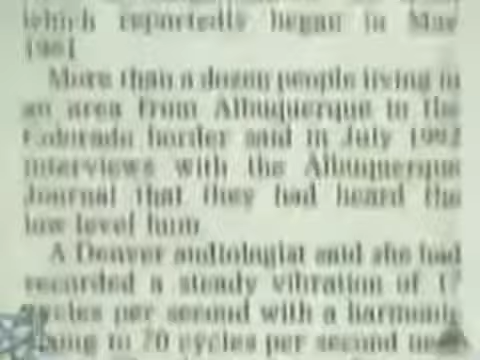 which reportedly began in May
1991
More than a dozen people living in
an area from Albuquerque to the
Colorado border said in July 1992
interviews with the Albuquerque
Journal that they had heard the
low level hum
A Denver audiologist said she had
recorded a steady vibration of 17
cycles per second with a harmonic
rising to 70 cycles per second